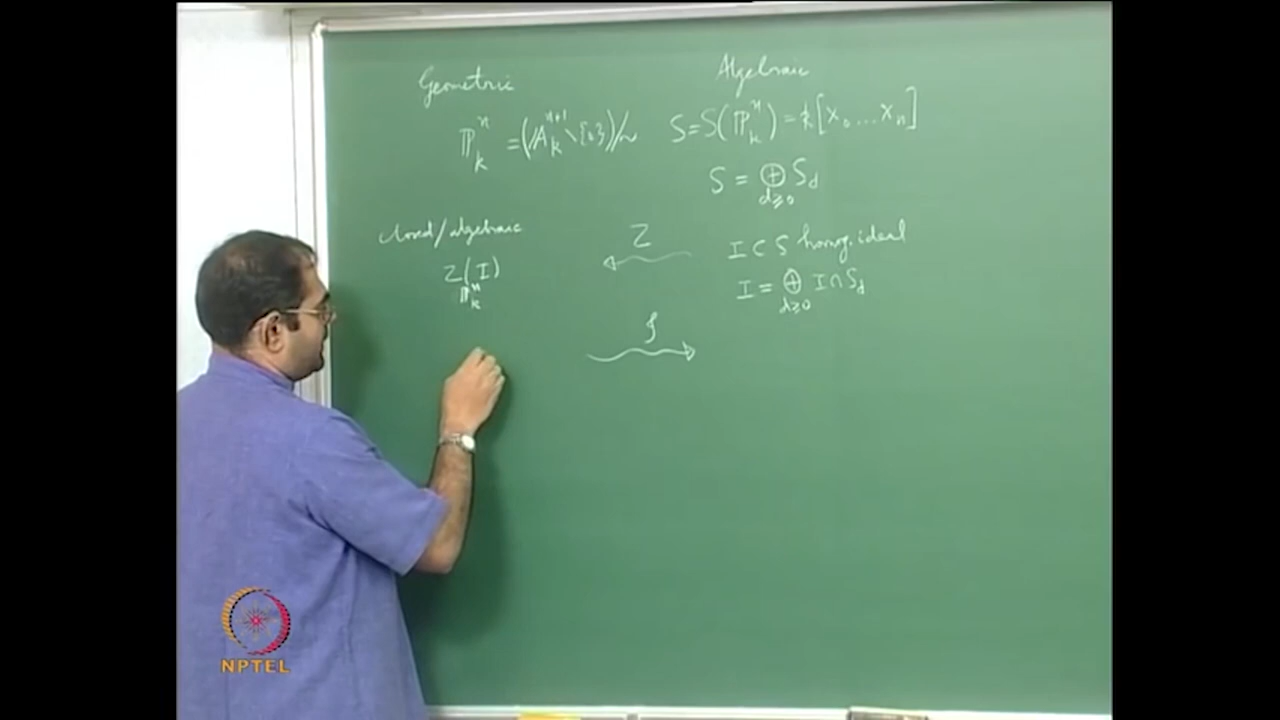 Geometric
Algebraic
ℙⁿₖ = (𝔸ⁿ⁺¹ₖ \ {0})/~
S = S(ℙⁿₖ) = k[X₀...Xₙ]
S = ⊕ S_d
d≥0
closed/algebraic
Z
I ⊂ S homog. ideal
Z(I)
ℙⁿₖ
I = ⊕ I ∩ S_d
d≥0
NPTEL